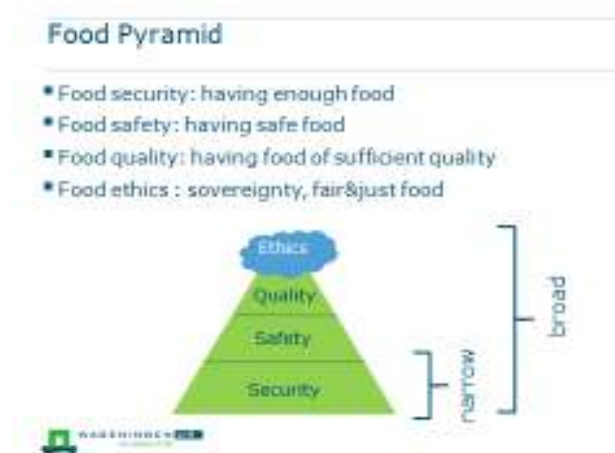 Food Pyramid
Food security: having enough food
Food safety: having safe food
Food quality: having food of sufficient quality
Food ethics : sovereignty, fair&just food
Ethics
Quality
Safety
Security
narrow
broad
WAGENINGEN